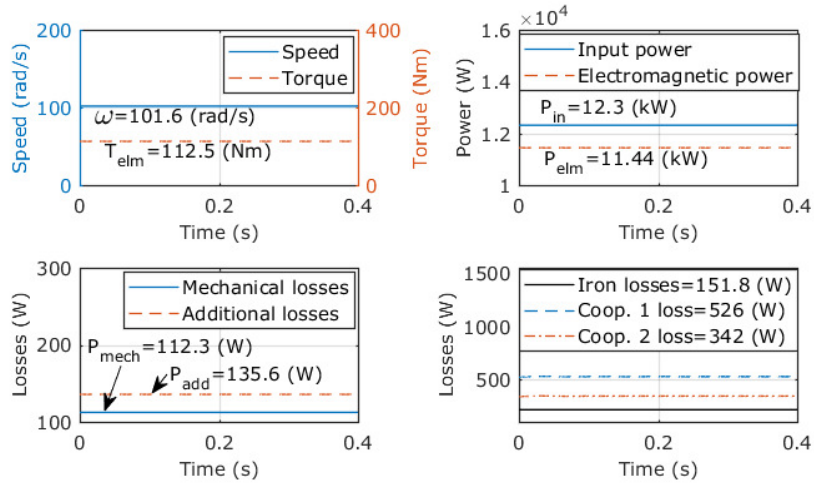 200
400
Speed
Torque
Speed (rad/s)
100
200
Torque (Nm)
ω=101.6 (rad/s)
T_elm=112.5 (Nm)
0
0
0
0.2
0.4
Time (s)
×10⁴
1.6
Input power
Electromagnetic power
1.4
Power (W)
P_in=12.3 (kW)
1.2
P_elm=11.44 (kW)
1
0
0.2
0.4
Time (s)
300
Mechanical losses
Additional losses
Losses (W)
200
P_mech=112.3 (W)
P_add=135.6 (W)
100
0
0.2
0.4
Time (s)
1500
Iron losses=151.8 (W)
Coop. 1 loss=526 (W)
Coop. 2 loss=342 (W)
1000
Losses (W)
500
0
0.2
0.4
Time (s)